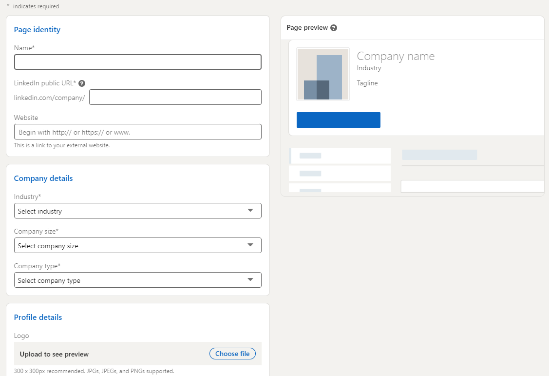 * indicates required
Page identity
Name*
LinkedIn public URL*
linkedin.com/company/
Website
Begin with http:// or https:// or www.
This is a link to your external website.
Company details
Industry*
Select industry
Company size*
Select company size
Company type*
Select company type
Profile details
Logo
Upload to see preview
Choose file
300 x 300px recommended. JPGs, JPEGs, and PNGs supported.
Page preview
Company name
Industry
Tagline